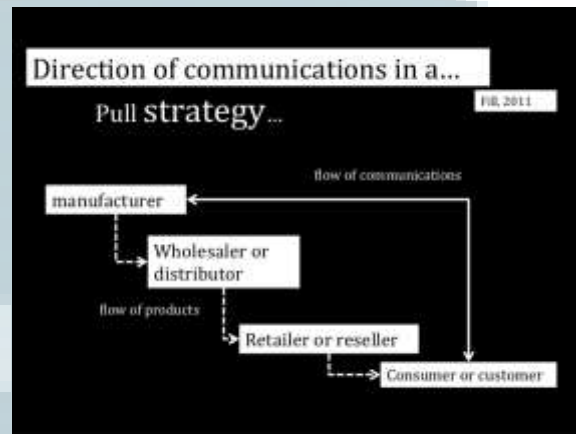 Direction of communications in a...
Fill, 2011
Pull strategy...
flow of communications
manufacturer
Wholesaler or
distributor
flow of products
Retailer or reseller
Consumer or customer